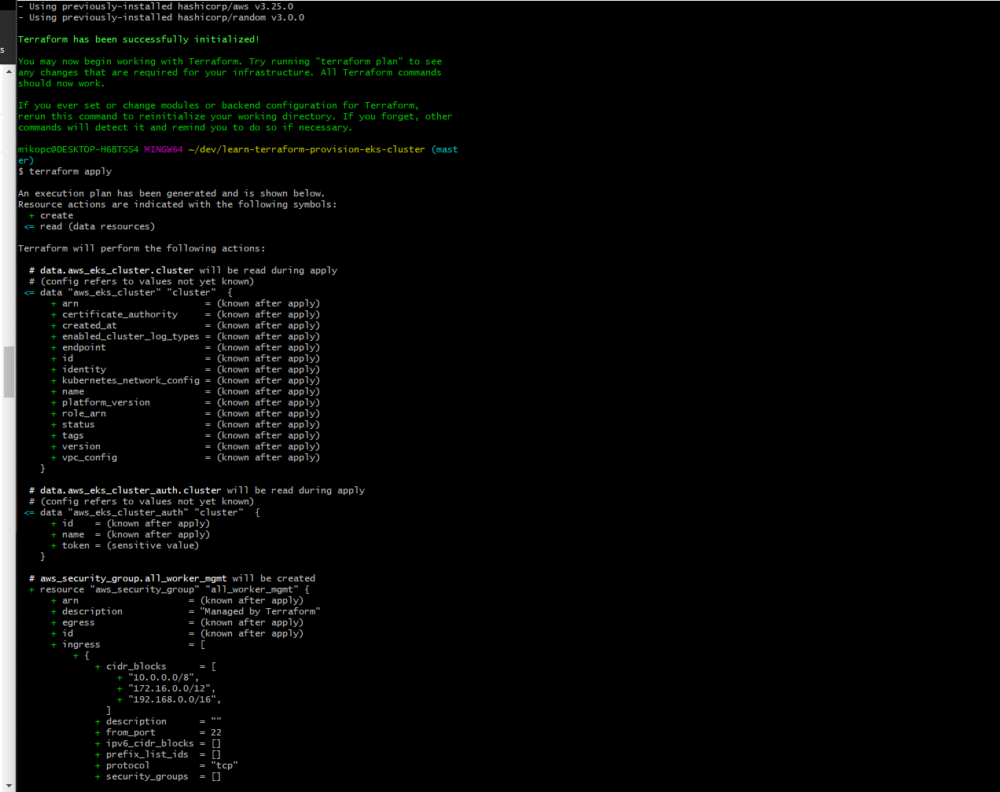 - Using previously-installed hashicorp/aws v3.25.0
- Using previously-installed hashicorp/random v3.0.0
Terraform has been successfully initialized!
s
You may now begin working with Terraform. Try running "terraform plan" to see
any changes that are required for your infrastructure. All Terraform commands
should now work.
If you ever set or change modules or backend configuration for Terraform,
rerun this command to reinitialize your working directory. If you forget, other
commands will detect it and remind you to do so if necessary.
mikopc@DESKTOP-H6BTSS4 MINGW64 ~/dev/learn-terraform-provision-eks-cluster (mast
er)
$ terraform apply
An execution plan has been generated and is shown below.
Resource actions are indicated with the following symbols:
  + create
 <= read (data resources)
Terraform will perform the following actions:
  # data.aws_eks_cluster.cluster will be read during apply
  # (config refers to values not yet known)
 <= data "aws_eks_cluster" "cluster"  {
      + arn                       = (known after apply)
      + certificate_authority     = (known after apply)
      + created_at                = (known after apply)
      + enabled_cluster_log_types = (known after apply)
      + endpoint                  = (known after apply)
      + id                        = (known after apply)
      + identity                  = (known after apply)
      + kubernetes_network_config = (known after apply)
      + name                      = (known after apply)
      + platform_version          = (known after apply)
      + role_arn                  = (known after apply)
      + status                    = (known after apply)
      + tags                      = (known after apply)
      + version                   = (known after apply)
      + vpc_config                = (known after apply)
    }
  # data.aws_eks_cluster_auth.cluster will be read during apply
  # (config refers to values not yet known)
 <= data "aws_eks_cluster_auth" "cluster"  {
      + id    = (known after apply)
      + name  = (known after apply)
      + token = (sensitive value)
    }
  # aws_security_group.all_worker_mgmt will be created
  + resource "aws_security_group" "all_worker_mgmt" {
      + arn                    = (known after apply)
      + description            = "Managed by Terraform"
      + egress                 = (known after apply)
      + id                     = (known after apply)
      + ingress                = [
          + {
              + cidr_blocks      = [
                  + "10.0.0.0/8",
                  + "172.16.0.0/12",
                  + "192.168.0.0/16",
                ]
              + description      = ""
              + from_port        = 22
              + ipv6_cidr_blocks = []
              + prefix_list_ids  = []
              + protocol         = "tcp"
              + security_groups  = []